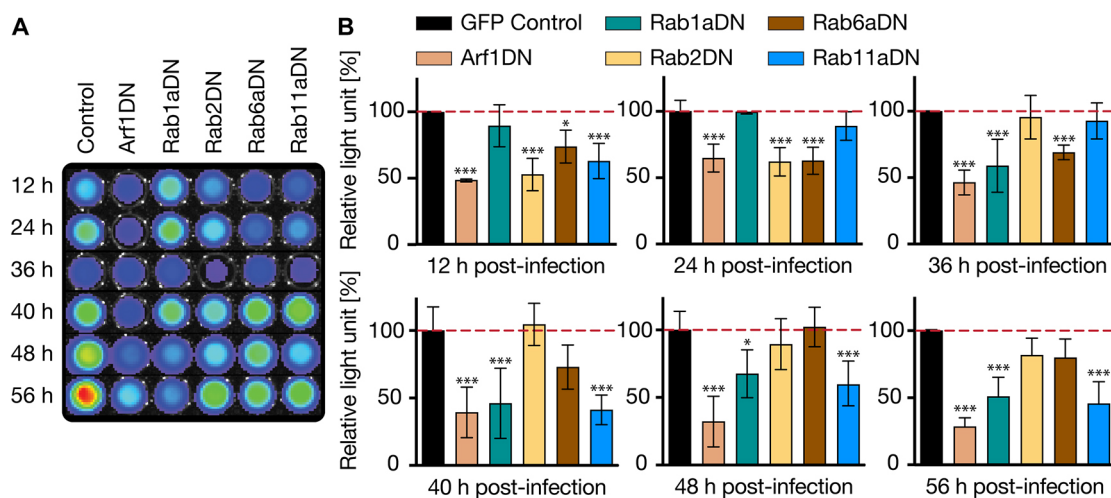 A
Control
Arf1DN
Rab1aDN
Rab2DN
Rab6aDN
Rab11aDN
12 h
24 h
36 h
40 h
48 h
56 h
B
GFP Control
Rab1aDN
Rab6aDN
Arf1DN
Rab2DN
Rab11aDN
Relative light unit [%]
100
50
0
***
***
*
***
12 h post-infection
100
50
0
***
***
***
24 h post-infection
100
50
0
***
***
***
36 h post-infection
Relative light unit [%]
100
50
0
***
***
***
40 h post-infection
100
50
0
***
*
***
48 h post-infection
100
50
0
***
***
***
56 h post-infection